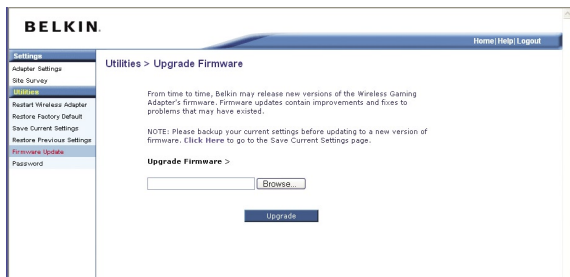 BELKIN.
Home| Help| Logout
Settings
Adapter Settings
Site Survey
Utilities
Restart Wireless Adapter
Restore Factory Default
Save Current Settings
Restore Previous Settings
Firmware Update
Password
Utilities > Upgrade Firmware
From time to time, Belkin may release new versions of the Wireless Gaming
Adapter's firmware. Firmware updates contain improvements and fixes to
problems that may have existed.
NOTE: Please backup your current settings before updating to a new version of
firmware. Click Here to go to the Save Current Settings page.
Upgrade Firmware >
Browse...
Upgrade